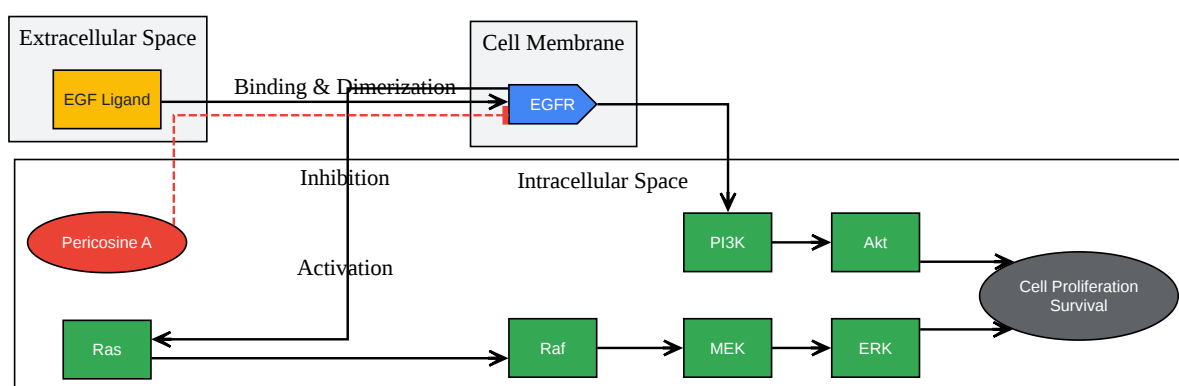 Extracellular Space
Cell Membrane
EGF Ligand
Binding & Dimerization
EGFR
Inhibition
Intracellular Space
Pericosine A
PI3K
Akt
Activation
Cell Proliferation
Survival
Ras
Raf
MEK
ERK